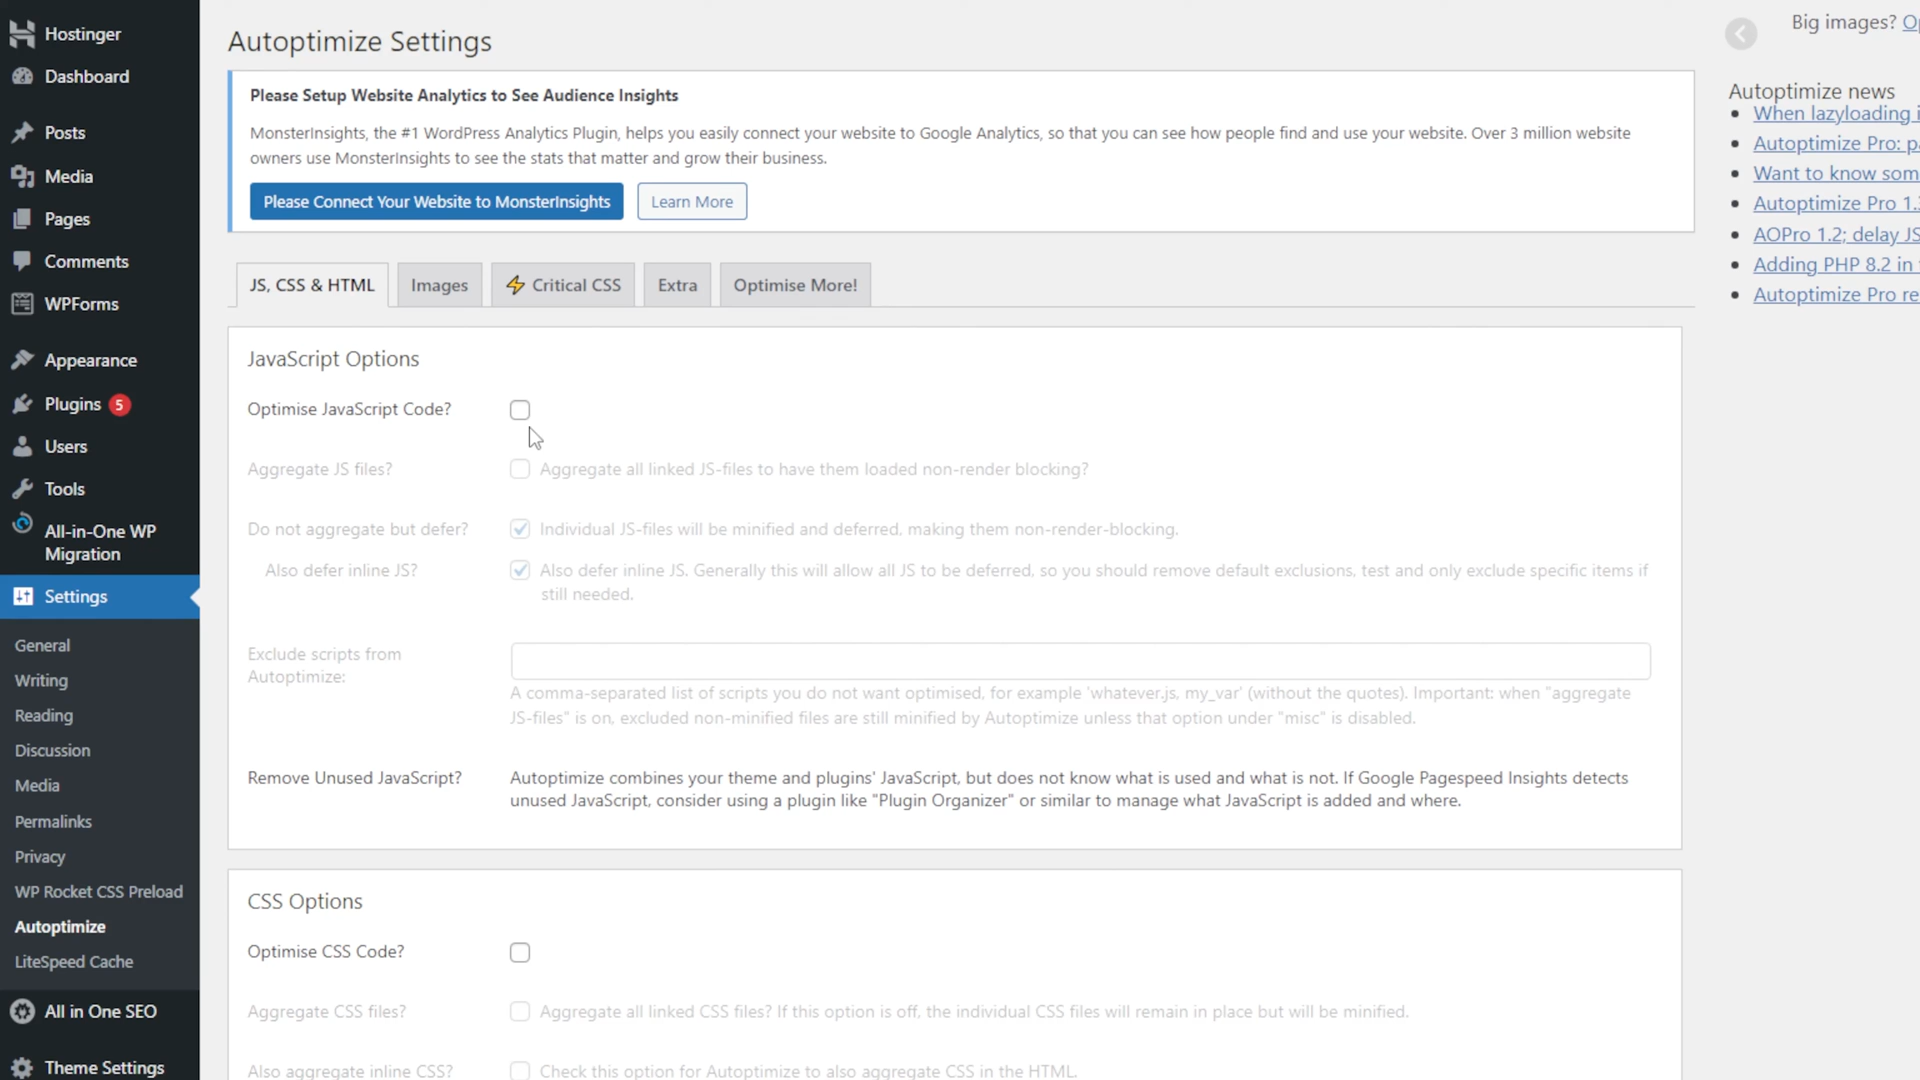 Hostinger
Dashboard
Posts
Media
Pages
Comments
WPForms
Appearance
Plugins 5
Users
Tools
All-in-One WP
Migration
Settings
General
Writing
Reading
Discussion
Media
Permalinks
Privacy
WP Rocket CSS Preload
Autoptimize
LiteSpeed Cache
All in One SEO
Theme Settings
Autoptimize Settings
Please Setup Website Analytics to See Audience Insights
MonsterInsights, the #1 WordPress Analytics Plugin, helps you easily connect your website to Google Analytics, so that you can see how people find and use your website. Over 3 million website
owners use MonsterInsights to see the stats that matter and grow their business.
Please Connect Your Website to MonsterInsights Learn More
JS, CSS & HTML Images Critical CSS Extra Optimise More!
JavaScript Options
Optimise JavaScript Code?
Aggregate JS files? Aggregate all linked JS-files to have them loaded non-render blocking?
Do not aggregate but defer? Individual JS-files will be minified and deferred, making them non-render-blocking.
Also defer inline JS? Also defer inline JS. Generally this will allow all JS to be deferred, so you should remove default exclusions, test and only exclude specific items if
still needed.
Exclude scripts from
Autoptimize:
A comma-separated list of scripts you do not want optimised, for example 'whatever.js, my_var' (without the quotes). Important: when "aggregate
JS-files" is on, excluded non-minified files are still minified by Autoptimize unless that option under "misc" is disabled.
Remove Unused JavaScript? Autoptimize combines your theme and plugins' JavaScript, but does not know what is used and what is not. If Google Pagespeed Insights detects
unused JavaScript, consider using a plugin like "Plugin Organizer" or similar to manage what JavaScript is added and where.
CSS Options
Optimise CSS Code?
Aggregate CSS files? Aggregate all linked CSS files? If this option is off, the individual CSS files will remain in place but will be minified.
Also aggregate inline CSS? Check this option for Autoptimize to also aggregate CSS in the HTML.
Big images?
Autoptimize news
When lazyloading
Autoptimize Pro:
Want to know
Autoptimize Pro
AOPro 1.2; delay
Adding PHP 8.2 in
Autoptimize Pro